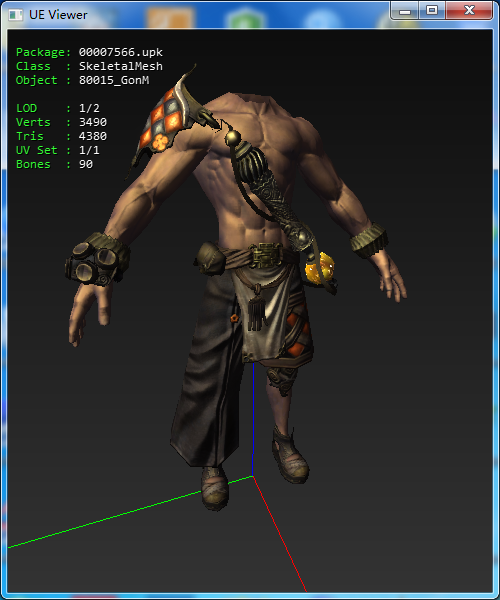 UE Viewer
Package: 00007566.upk
Class : SkeletalMesh
Object : 80015_GonM
LOD : 1/2
Verts : 3490
Tris : 4380
UV Set : 1/1
Bones : 90